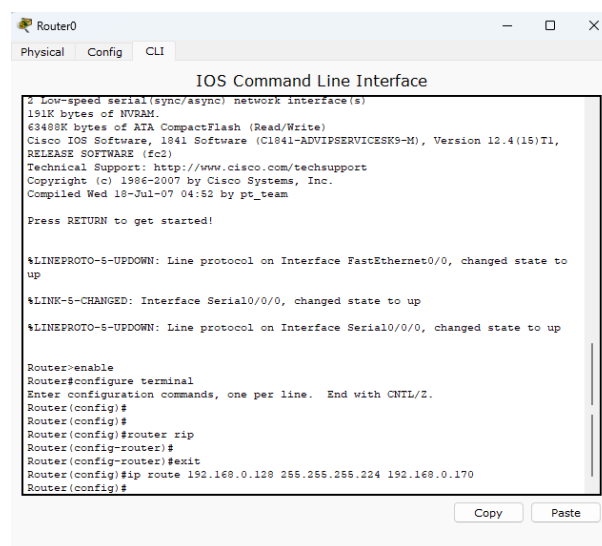 Router0
Physical Config CLI
IOS Command Line Interface
2 Low-speed serial(sync/async) network interface(s)
191K bytes of NVRAM.
63488K bytes of ATA CompactFlash (Read/Write)
Cisco IOS Software, 1841 Software (C1841-ADVIPSERVICESK9-M), Version 12.4(15)T1,
RELEASE SOFTWARE (fc2)
Technical Support: http://www.cisco.com/techsupport
Copyright (c) 1986-2007 by Cisco Systems, Inc.
Compiled Wed 18-Jul-07 04:52 by pt_team
Press RETURN to get started!
%LINEPROTO-5-UPDOWN: Line protocol on Interface FastEthernet0/0, changed state to
up
%LINK-5-CHANGED: Interface Serial0/0/0, changed state to up
%LINEPROTO-5-UPDOWN: Line protocol on Interface Serial0/0/0, changed state to up
Router>enable
Router#configure terminal
Enter configuration commands, one per line.  End with CNTL/Z.
Router(config)#
Router(config)#
Router(config)#router rip
Router(config-router)#
Router(config-router)#exit
Router(config)#ip route 192.168.0.128 255.255.255.224 192.168.0.170
Router(config)#
Copy Paste